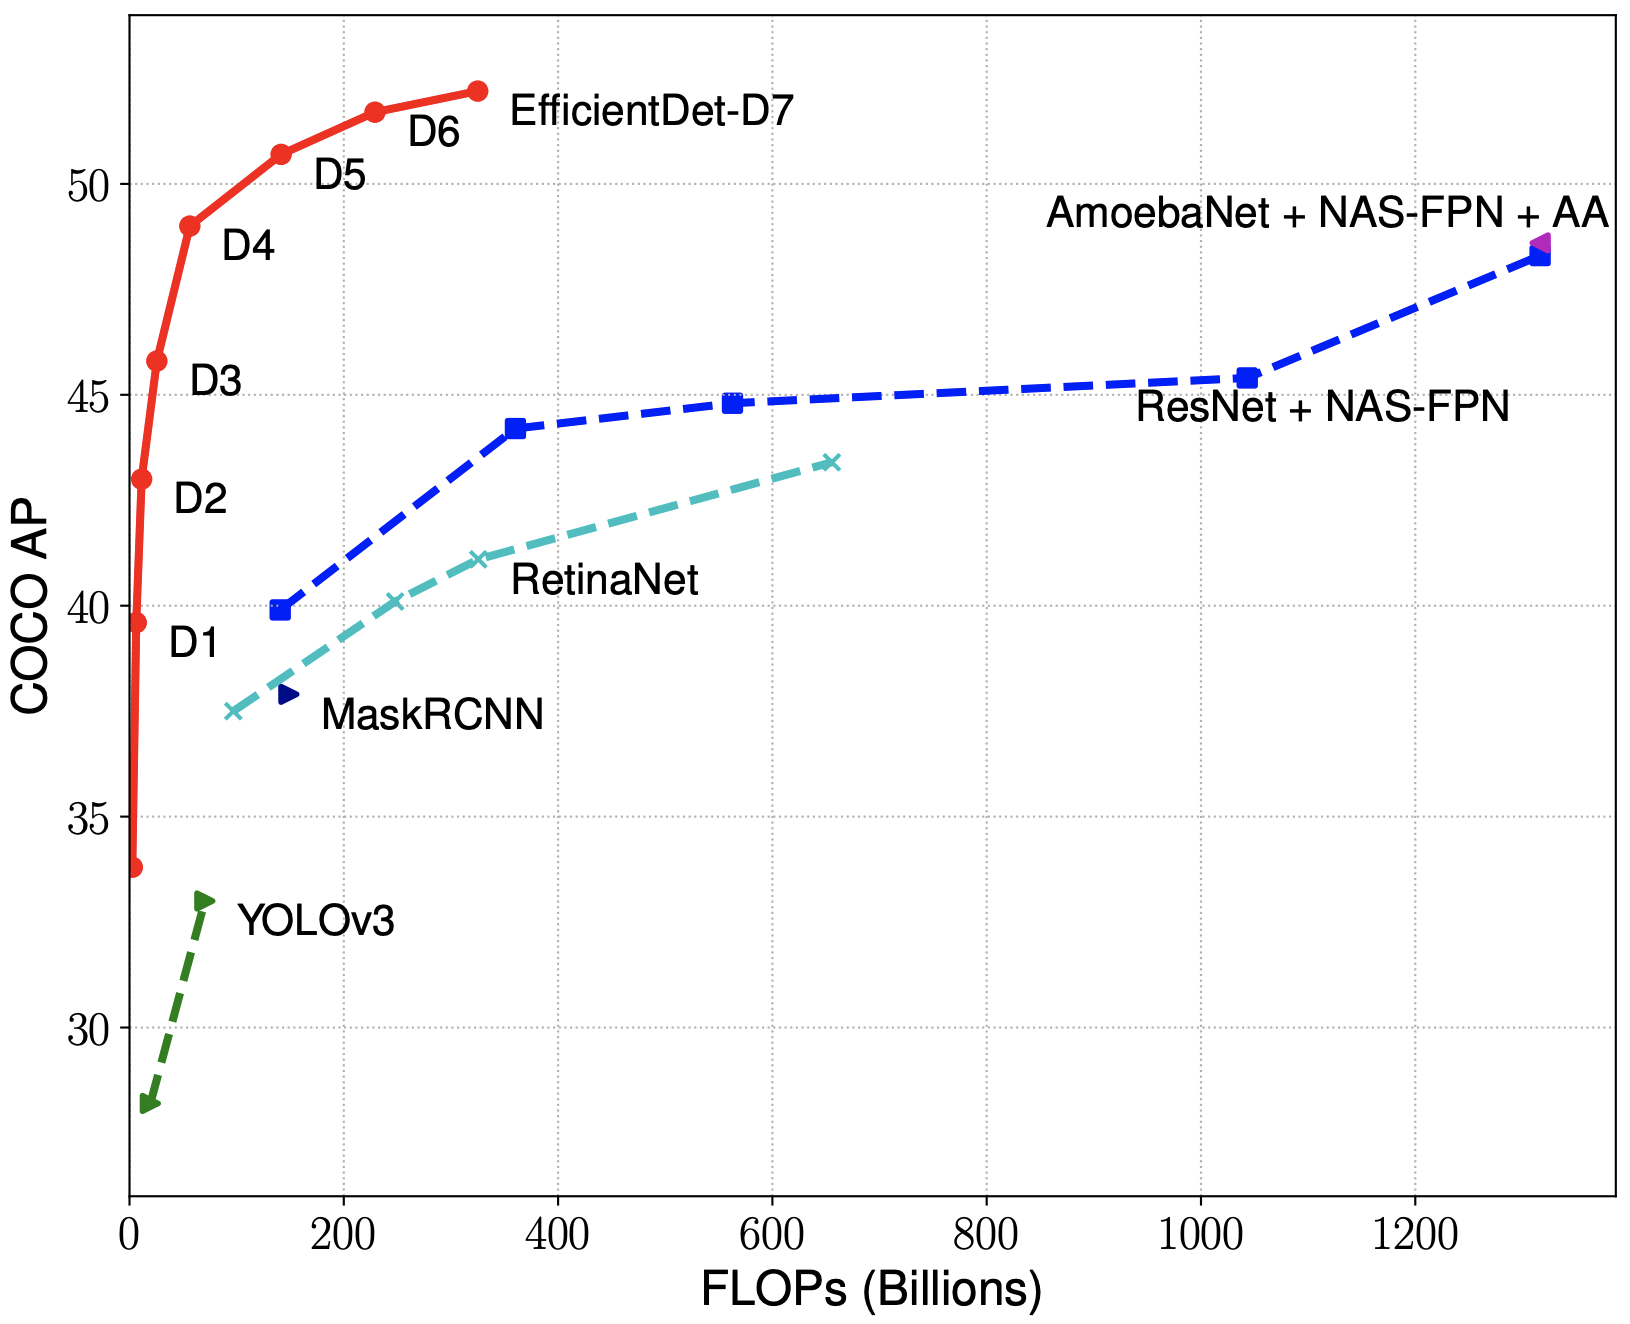 EfficientDet-D7
D6
D5
50
AmoebaNet + NAS-FPN + AA
D4
D3
45
ResNet + NAS-FPN
D2
COCO AP
RetinaNet
40
D1
MaskRCNN
35
YOLOv3
30
0 200 400 600 800 1000 1200
FLOPs (Billions)